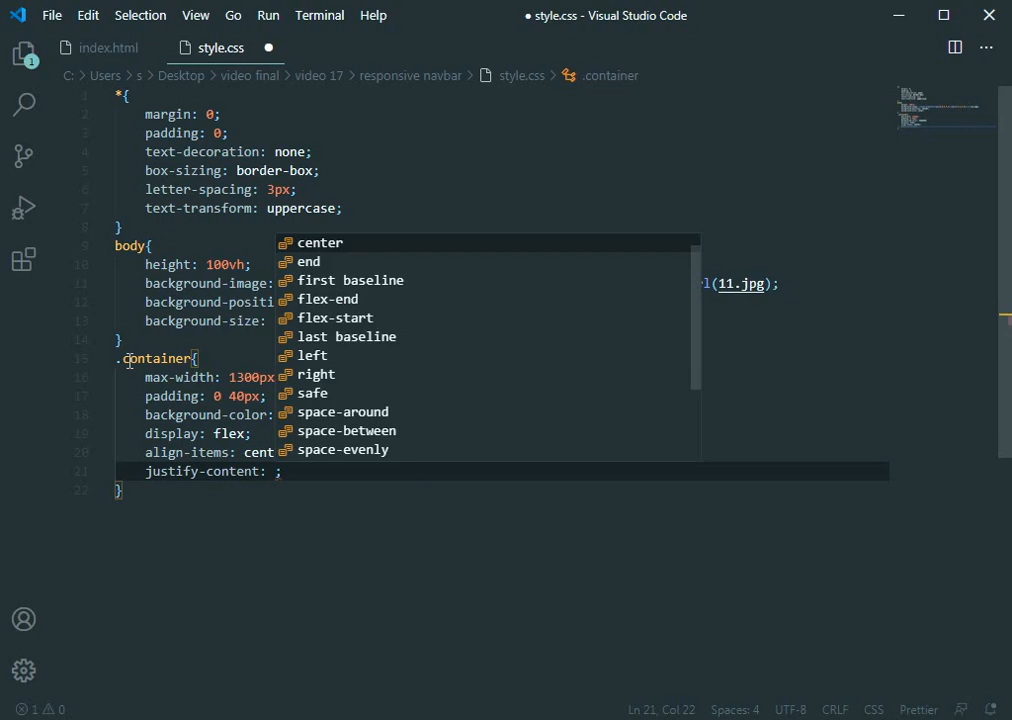 File Edit Selection View Go Run Terminal Help ● style.css - Visual Studio Code
index.html style.css
1
C: > Users > s > Desktop > video final > video 17 > responsive navbar > style.css > .container
1 *{
2 margin: 0;
3 padding: 0;
4 text-decoration: none;
5 box-sizing: border-box;
6 letter-spacing: 3px;
7 text-transform: uppercase;
8 }
9 body{
10 height: 100vh;
11 background-image: rl(11.jpg);
12 background-positi
13 background-size:
14 }
15 .container{
16 max-width: 1300px
17 padding: 0 40px;
18 background-color:
19 display: flex;
20 align-items: cent
21 justify-content: ;
22 }
center
end
first baseline
flex-end
flex-start
last baseline
left
right
safe
space-around
space-between
space-evenly
1 0 Ln 21, Col 22 Spaces: 4 UTF-8 CRLF CSS Prettier